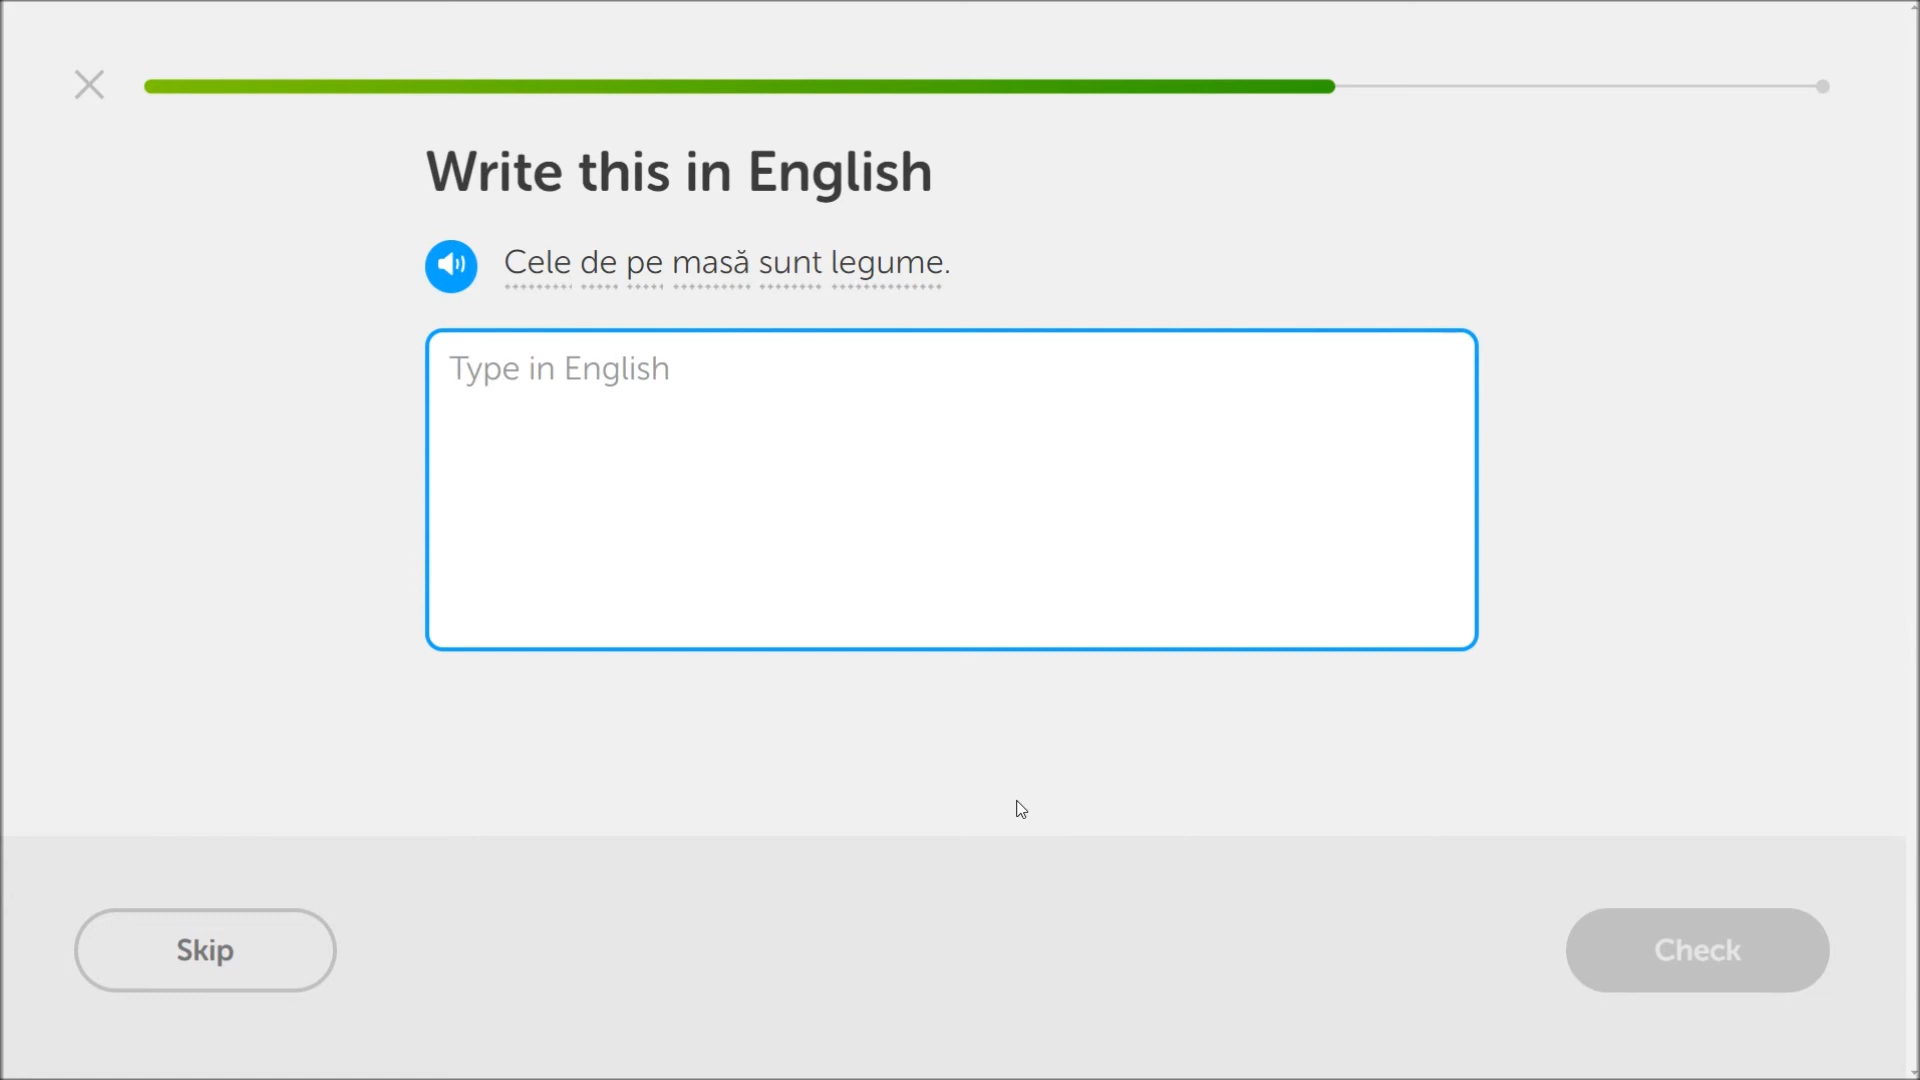 Write this in English
Cele de pe masă sunt legume.
Type in English
Skip
Check